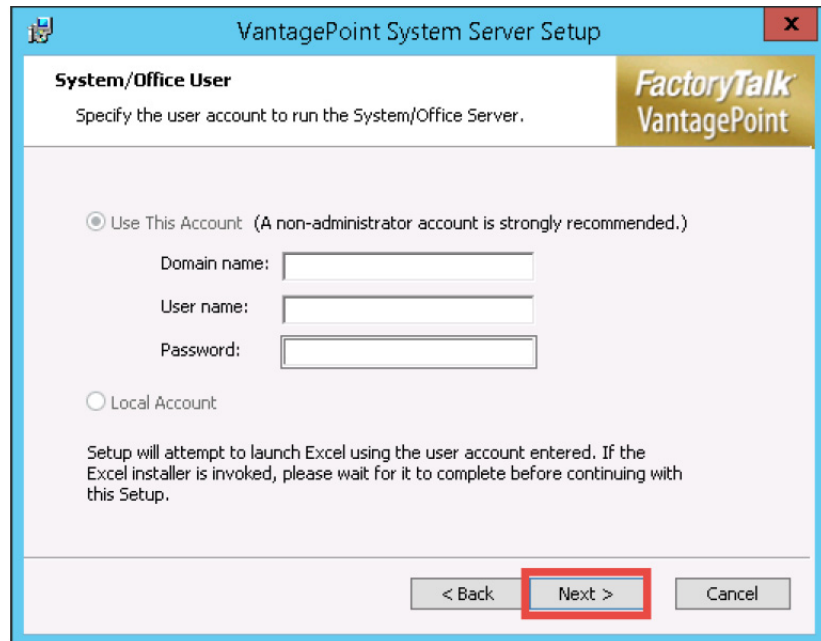 VantagePoint System Server Setup
x
System/Office User
Specify the user account to run the System/Office Server.
FactoryTalk
VantagePoint
Use This Account (A non-administrator account is strongly recommended.)
Domain name:
User name:
Password:
Local Account
Setup will attempt to launch Excel using the user account entered. If the
Excel installer is invoked, please wait for it to complete before continuing with
this Setup.
< Back
Next >
Cancel